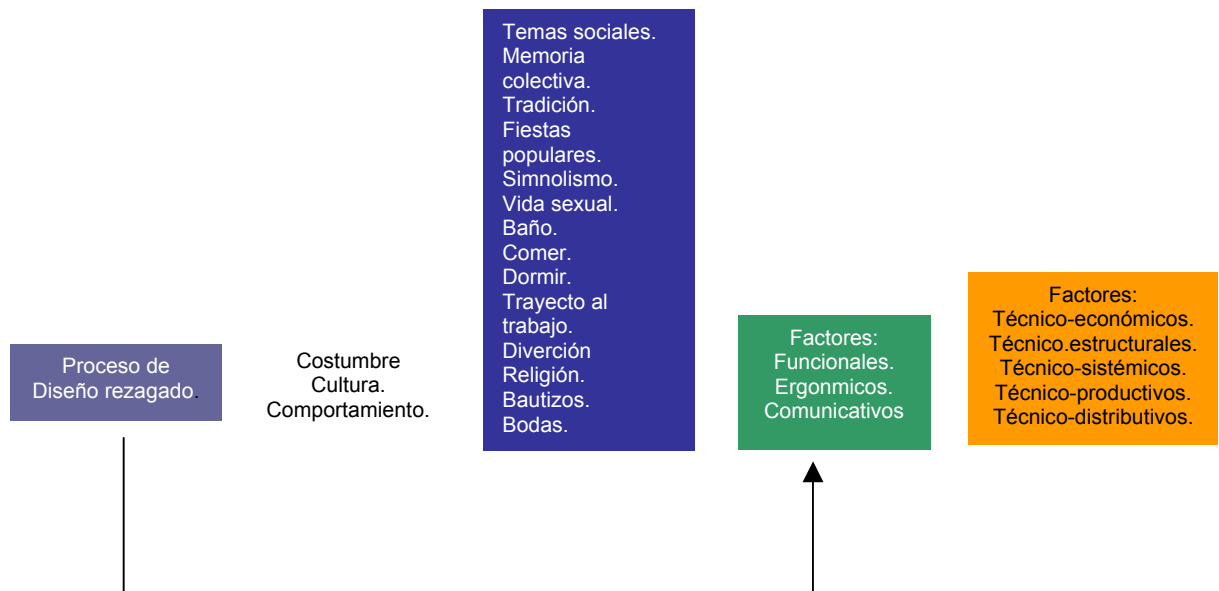 Proceso de
Diseño rezagado.
Costumbre
Cultura.
Comportamiento.
Temas sociales.
Memoria
colectiva.
Tradición.
Fiestas
populares.
Simnolismo.
Vida sexual.
Baño.
Comer.
Dormir.
Trayecto al
trabajo.
Diverción
Religión.
Bautizos.
Bodas.
Factores:
Funcionales.
Ergonmicos.
Comunicativos
Factores:
Técnico-económicos.
Técnico.estructurales.
Técnico-sistémicos.
Técnico-productivos.
Técnico-distributivos.